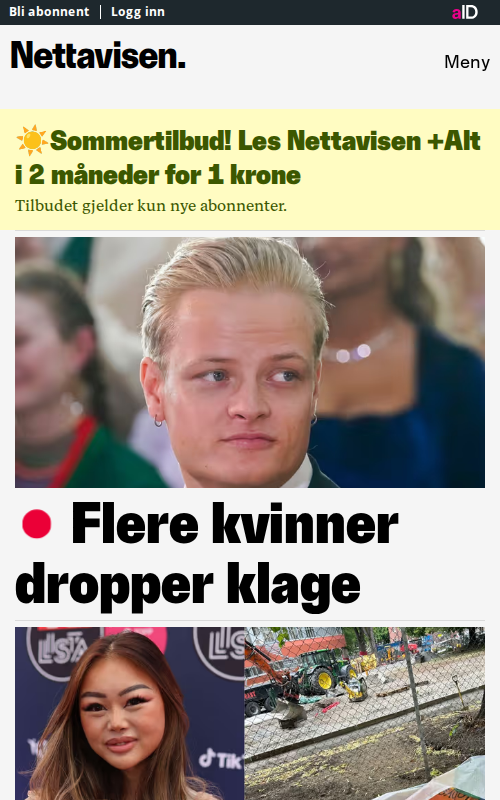 Bli abonnent | Logg inn
aID
Nettavisen.
Meny
Sommertilbud! Les Nettavisen +Alt
i 2 måneder for 1 krone
Tilbudet gjelder kun nye abonnenter.
Flere kvinner
dropper klage
LISA